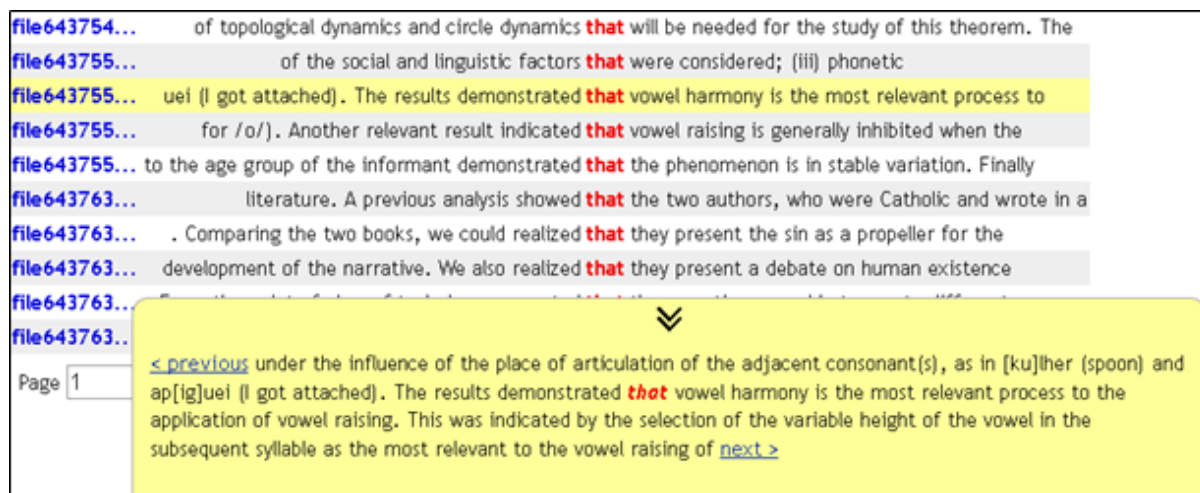 file643754... of topological dynamics and circle dynamics that will be needed for the study of this theorem. The
file643755... of the social and linguistic factors that were considered; (iii) phonetic
file643755... uei (I got attached). The results demonstrated that vowel harmony is the most relevant process to
file643755... for /o/). Another relevant result indicated that vowel raising is generally inhibited when the
file643755... to the age group of the informant demonstrated that the phenomenon is in stable variation. Finally
file643763... literature. A previous analysis showed that the two authors, who were Catholic and wrote in a
file643763... . Comparing the two books, we could realized that they present the sin as a propeller for the
file643763... development of the narrative. We also realized that they present a debate on human existence
file643763...
file643763..
Page 1
< previous under the influence of the place of articulation of the adjacent consonant(s), as in [ku]lher (spoon) and
ap[ig]uei (I got attached). The results demonstrated that vowel harmony is the most relevant process to the
application of vowel raising. This was indicated by the selection of the variable height of the vowel in the
subsequent syllable as the most relevant to the vowel raising of next >